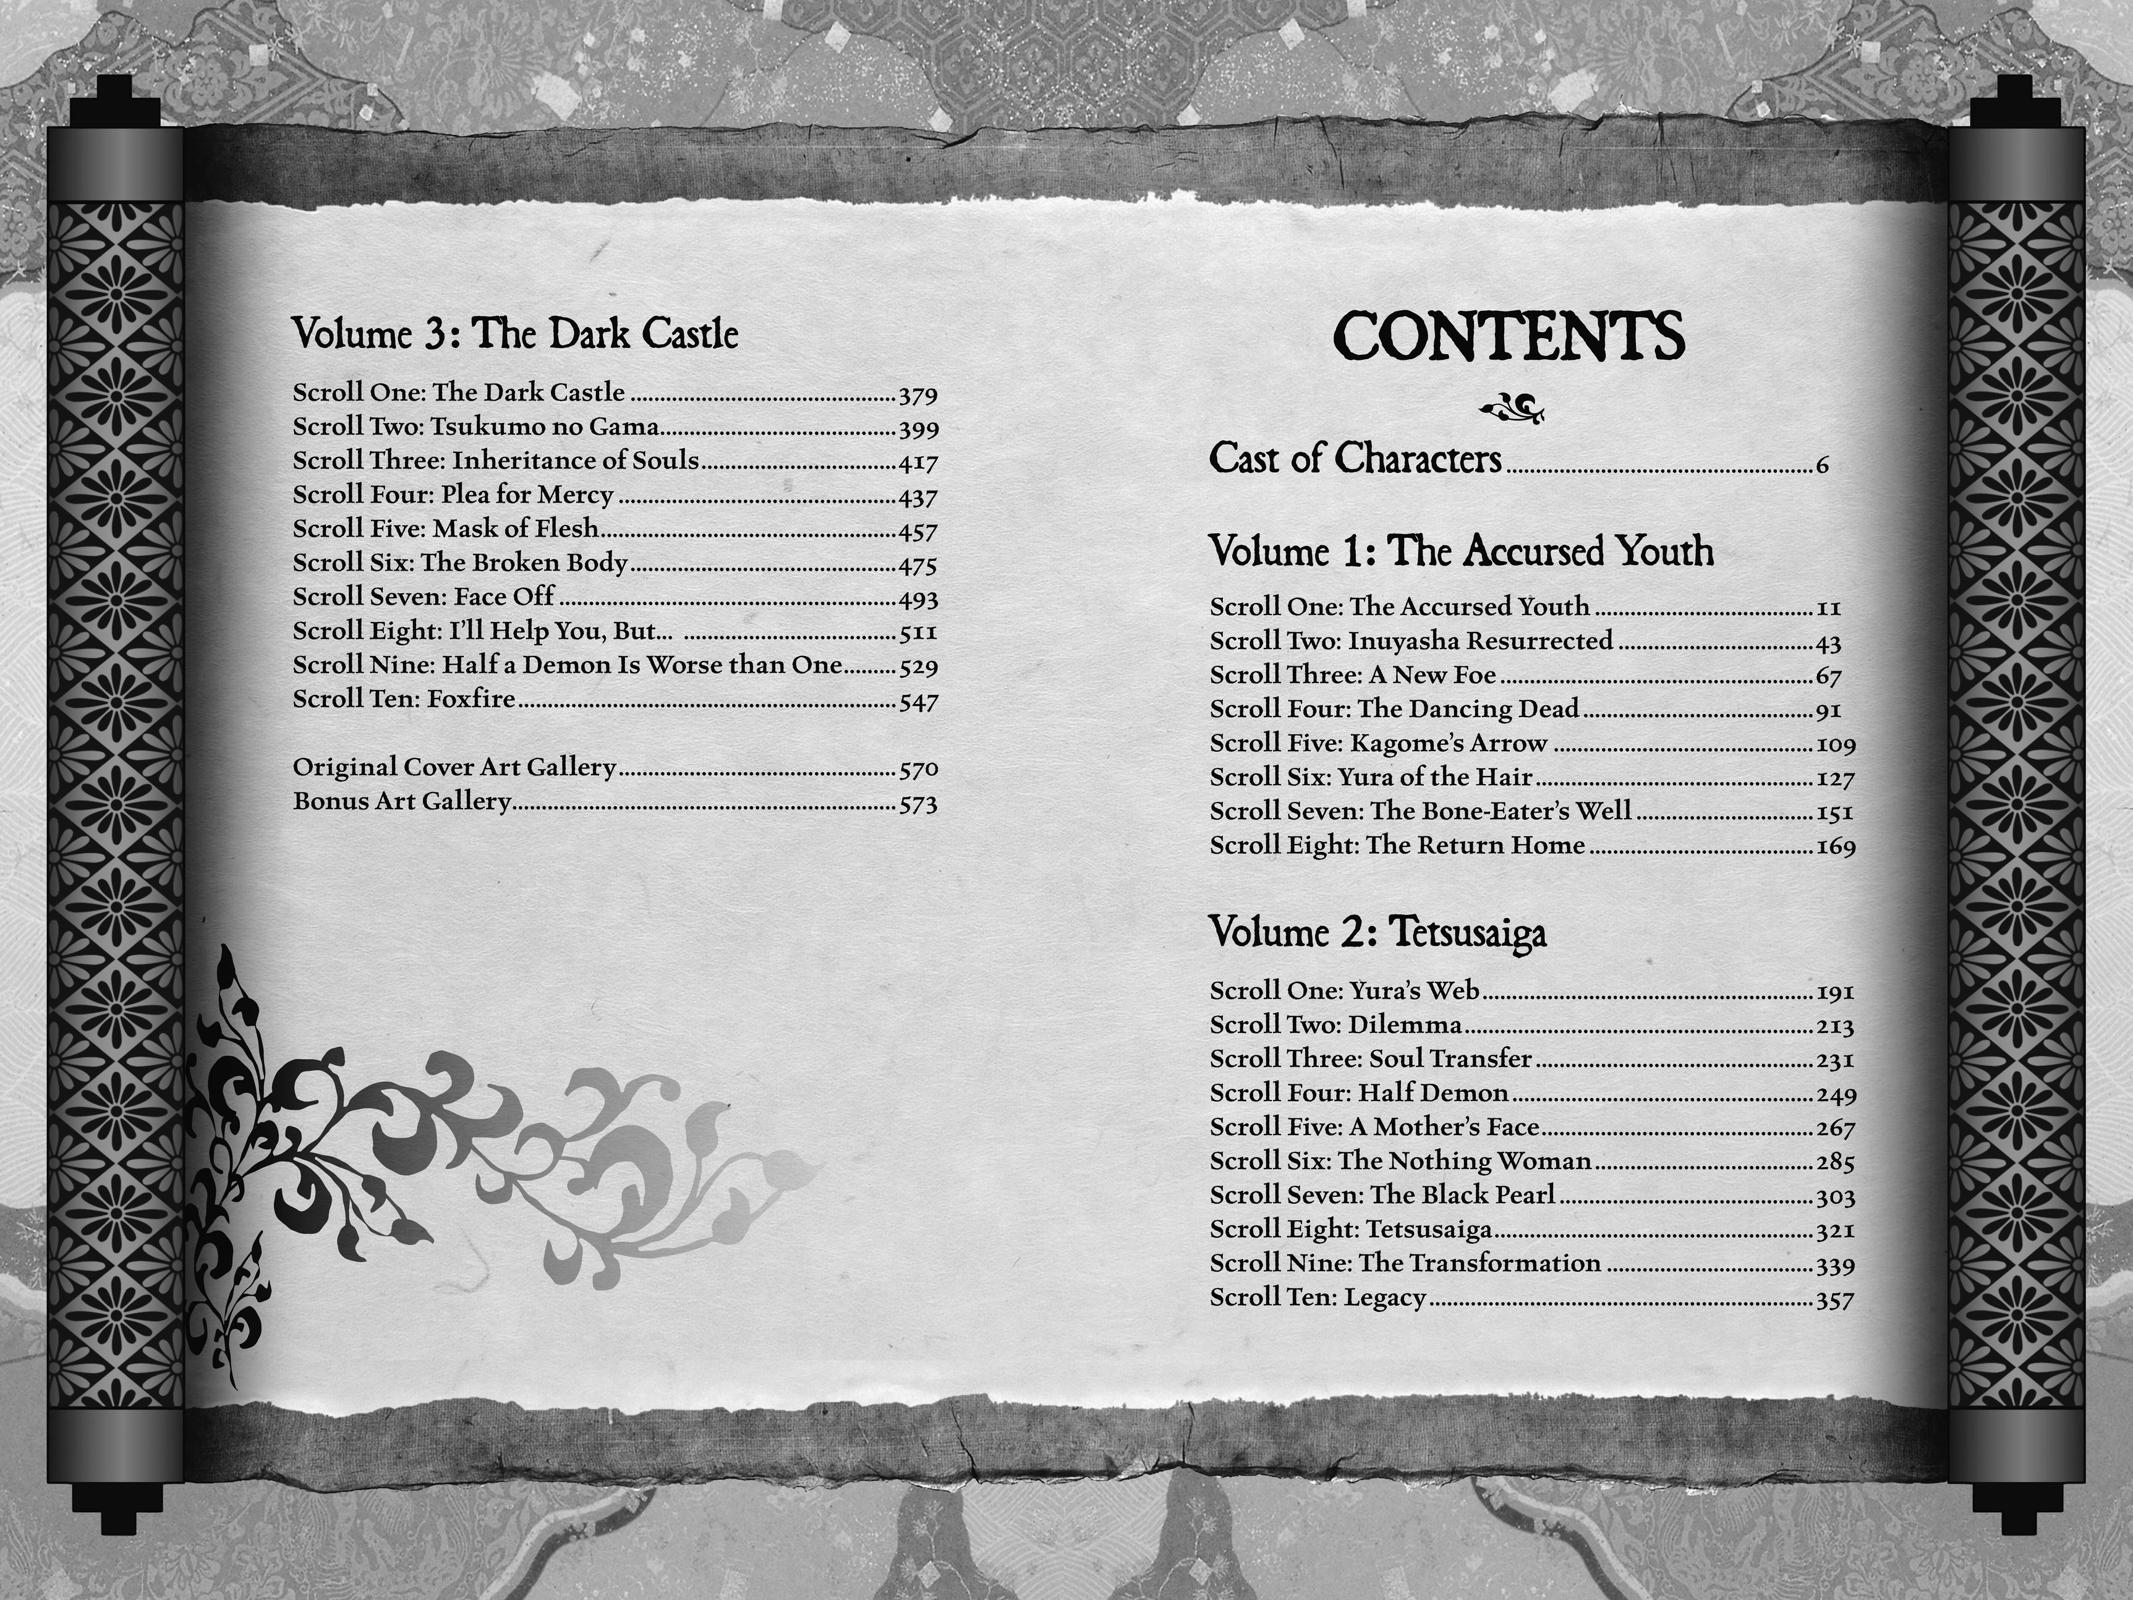 CONTENTS
Cast of Characters......6
Volume 1: The Accursed Youth
Scroll One: The Accursed Youth......11
Scroll Two: Inuyasha Resurrected......43
Scroll Three: A New Foe......67
Scroll Four: The Dancing Dead......91
Scroll Five: Kagome’s Arrow......109
Scroll Six: Yura of the Hair......127
Scroll Seven: The Bone-Eater’s Well......151
Scroll Eight: The Return Home......169
Volume 2: Tetsusaiga
Scroll One: Yura’s Web......191
Scroll Two: Dilemma......213
Scroll Three: Soul Transfer......231
Scroll Four: Half Demon......249
Scroll Five: A Mother’s Face......267
Scroll Six: The Nothing Woman......285
Scroll Seven: The Black Pearl......303
Scroll Eight: Tetsusaiga......321
Scroll Nine: The Transformation......339
Scroll Ten: Legacy......357
Volume 3: The Dark Castle
Scroll One: The Dark Castle......379
Scroll Two: Tsukumo no Gama......399
Scroll Three: Inheritance of Souls......417
Scroll Four: Plea for Mercy......437
Scroll Five: Mask of Flesh......457
Scroll Six: The Broken Body......475
Scroll Seven: Face Off......493
Scroll Eight: I’ll Help You, But... ......511
Scroll Nine: Half a Demon Is Worse than One......529
Scroll Ten: Foxfire......547
Original Cover Art Gallery......570
Bonus Art Gallery......573